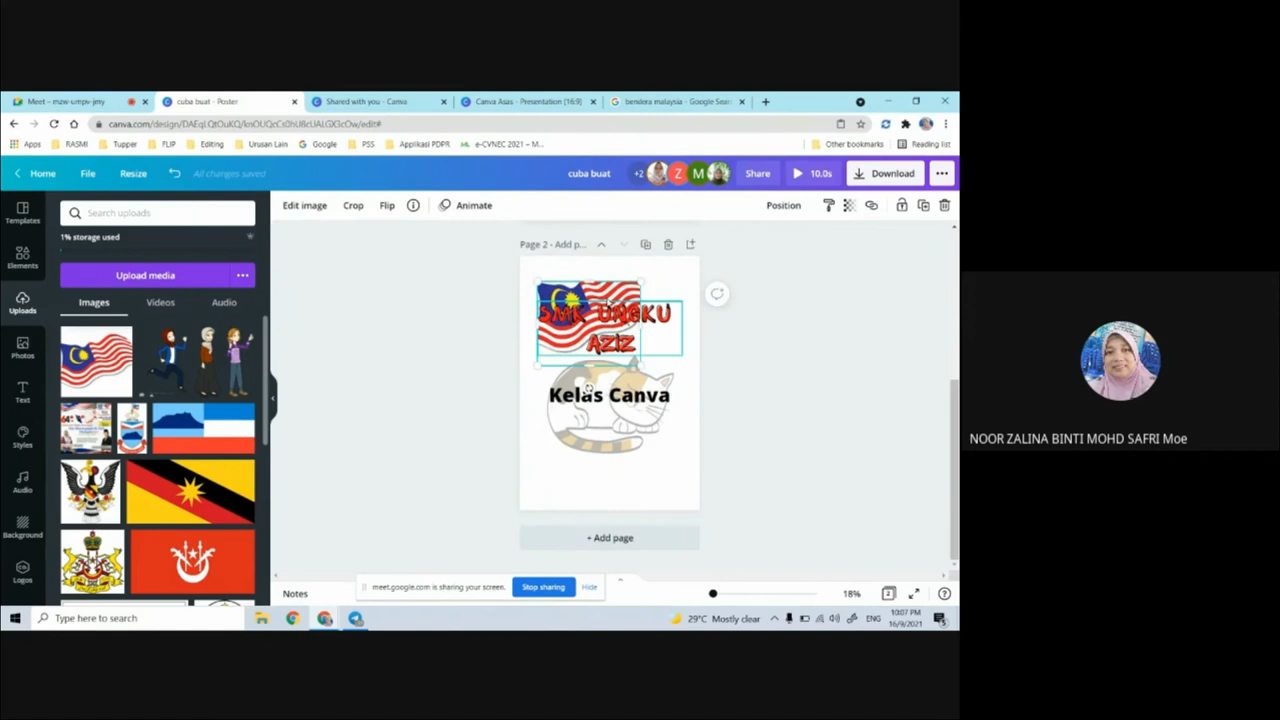 Meet - mzw-umpv-jmy
cuba buat - Poster
Shared with you - Canva
Canva Asas - Presentation (16:9)
bendera malaysia - Google Sear
canva.com/design/
Apps
RASMI
Tupper
FLIP
Editing
Urusan Lain
Google
PSS
Applikasi PDPR
e-CVNEC 2021 – M...
Other bookmarks
Reading list
Home
File
Resize
All changes saved
cuba buat
+2
Z
M
Share
10.0s
Download
Templates
Elements
Uploads
Photos
Text
Styles
Audio
Background
Logos
Search uploads
1% storage used
Upload media
Images
Videos
Audio
Edit image
Crop
Flip
Animate
Position
Page 2 - Add p...
SMK UNGKU
AZIZ
Kelas Canva
+ Add page
Notes
meet.google.com is sharing your screen.
Stop sharing
Hide
18%
2
Type here to search
29°C Mostly clear
ENG
10:07 PM
16/9/2021
NOOR ZALINA BINTI MOHD SAFRI Moe